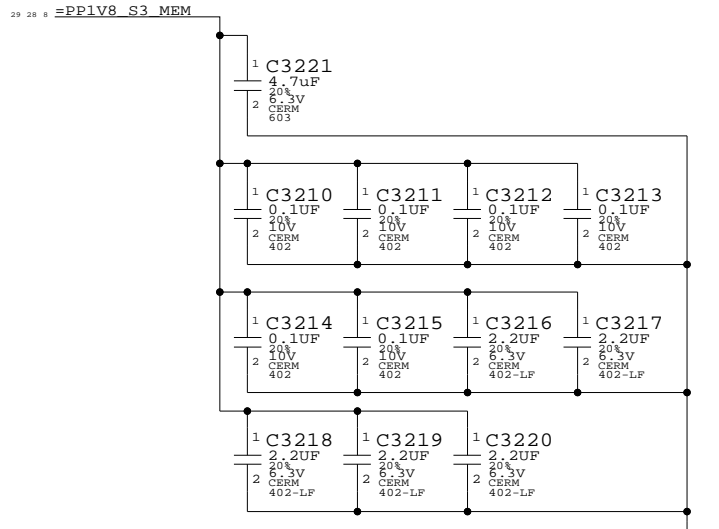 29 28 8 =PP1V8_S3_MEM
1 C3221
4.7uF
20%
6.3V
2 CERM
603
1 C3210
0.1UF
20%
10V
2 CERM
402
1 C3211
0.1UF
20%
10V
2 CERM
402
1 C3212
0.1UF
20%
10V
2 CERM
402
1 C3213
0.1UF
20%
10V
2 CERM
402
1 C3214
0.1UF
20%
10V
2 CERM
402
1 C3215
0.1UF
20%
10V
2 CERM
402
1 C3216
2.2UF
20%
6.3V
2 CERM
402-LF
1 C3217
2.2UF
20%
6.3V
2 CERM
402-LF
1 C3218
2.2UF
20%
6.3V
2 CERM
402-LF
1 C3219
2.2UF
20%
6.3V
2 CERM
402-LF
1 C3220
2.2UF
20%
6.3V
2 CERM
402-LF